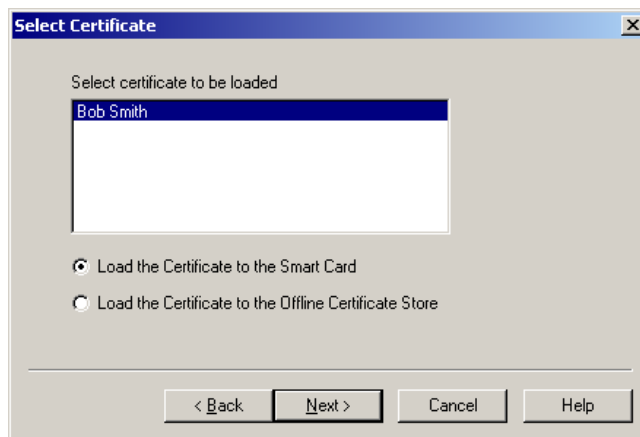 Select Certificate
Select certificate to be loaded
Bob Smith
Load the Certificate to the Smart Card
Load the Certificate to the Offline Certificate Store
< Back
Next >
Cancel
Help